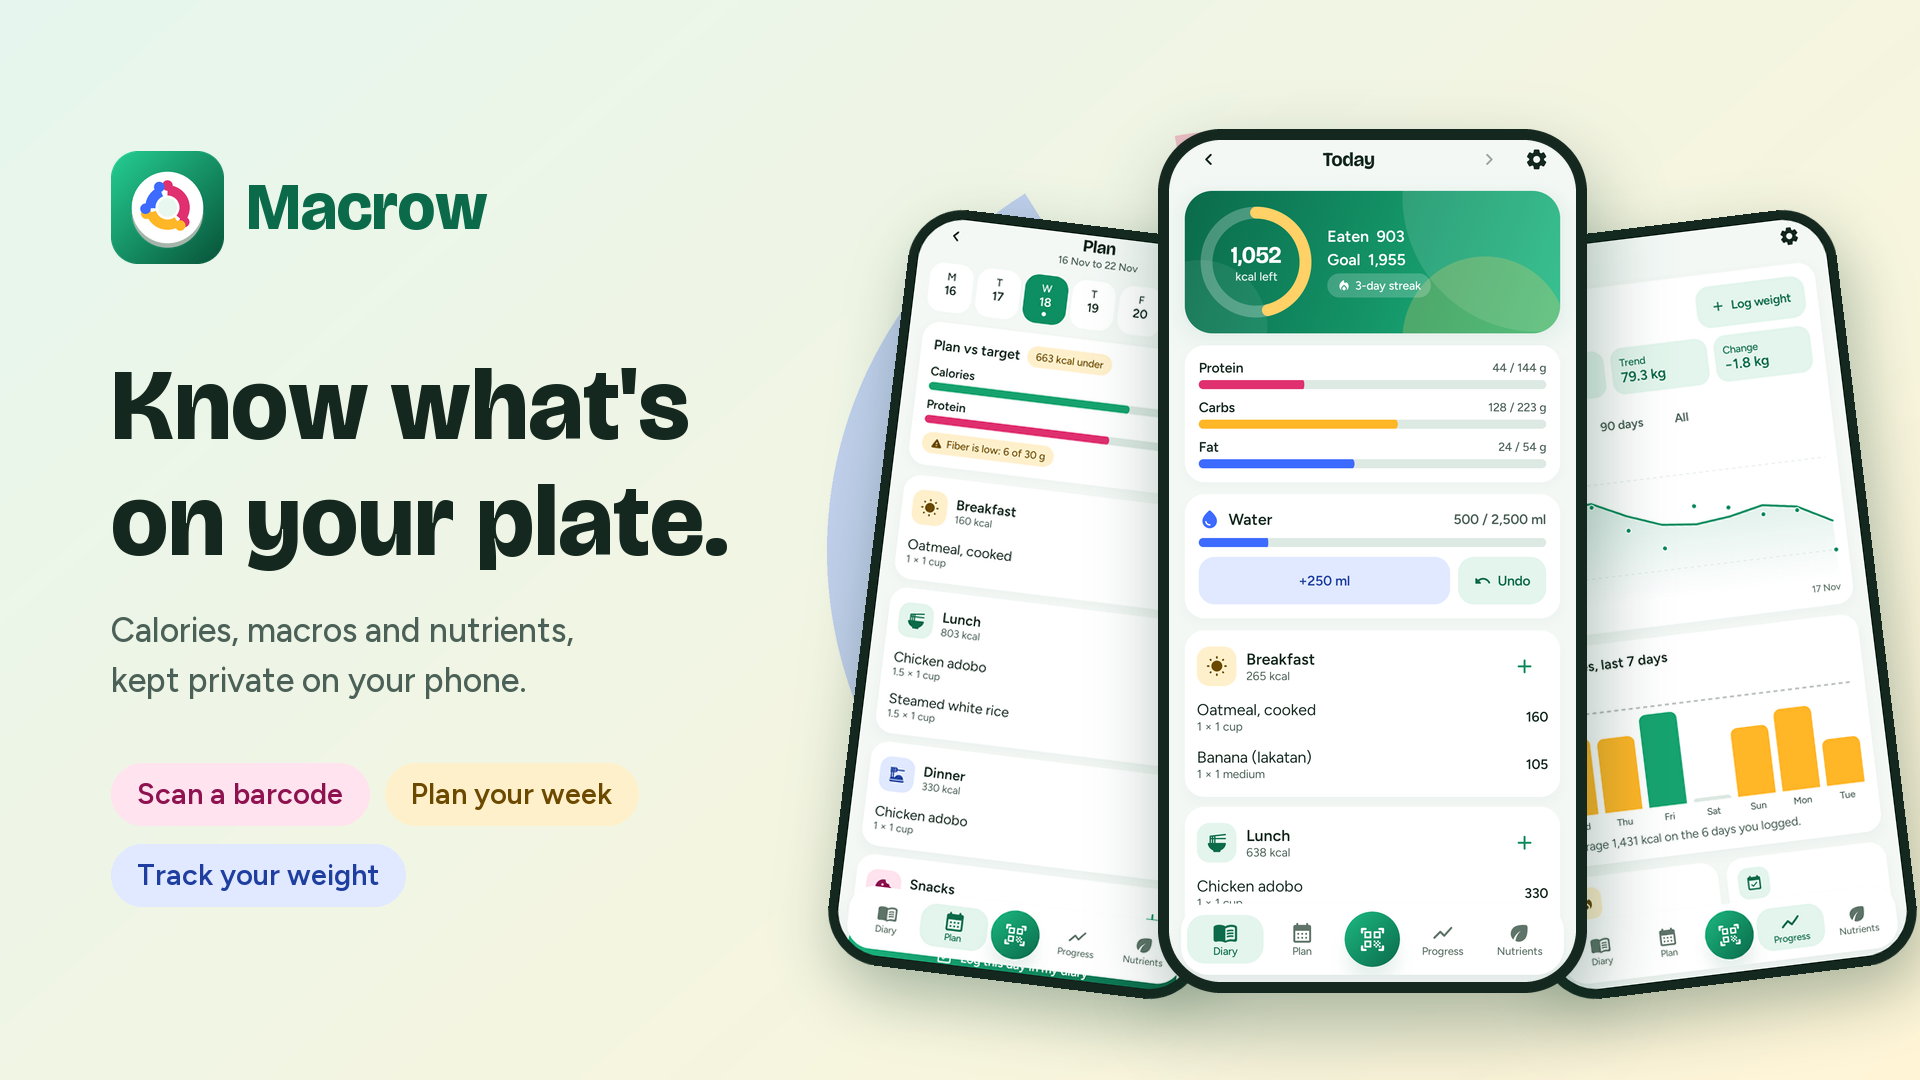 Macrow
Know what's
on your plate.
Calories, macros and nutrients,
kept private on your phone.
Scan a barcode
Plan your week
Track your weight
Plan
16 Nov to 22 Nov
M
16
T
17
W
18
T
19
F
20
Plan vs target
663 kcal under
Calories
Protein
Fiber is low: 6 of 30 g
Breakfast
160 kcal
Oatmeal, cooked
1 × 1 cup
Lunch
803 kcal
Chicken adobo
1.5 × 1 cup
Steamed white rice
1.5 × 1 cup
Dinner
330 kcal
Chicken adobo
1 × 1 cup
Snacks
Diary
Plan
Progress
Nutrients
Log this day in my diary
Today
1,052
kcal left
Eaten 903
Goal 1,955
3-day streak
Protein
44 / 144 g
Carbs
128 / 223 g
Fat
24 / 54 g
Water
500 / 2,500 ml
+250 ml
Undo
Breakfast
265 kcal
Oatmeal, cooked
1 × 1 cup
160
Banana (lakatan)
1 × 1 medium
105
Lunch
638 kcal
Chicken adobo
1 × 1 cup
330
Diary
Plan
Progress
Nutrients
+ Log weight
Trend
79.3 kg
Change
-1.8 kg
90 days
All
17 Nov
last 7 days
Thu
Fri
Sat
Sun
Mon
Tue
1,431 kcal on the 6 days you logged.
Diary
Plan
Progress
Nutrients